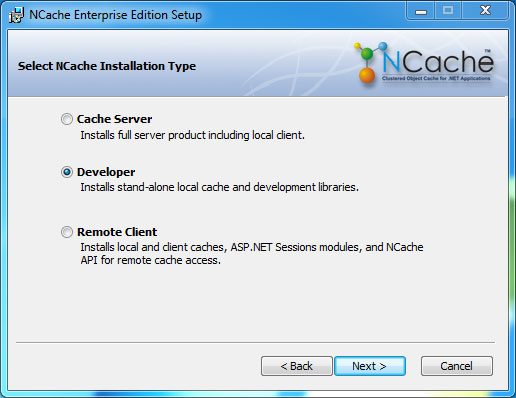 NCache Enterprise Edition Setup
Select NCache Installation Type
NCache™
Clustered Object Cache for .NET Applications
Cache Server
Installs full server product including local client.
Developer
Installs stand-alone local cache and development libraries.
Remote Client
Installs local and client caches, ASP.NET Sessions modules, and NCache
API for remote cache access.
< Back Next > Cancel